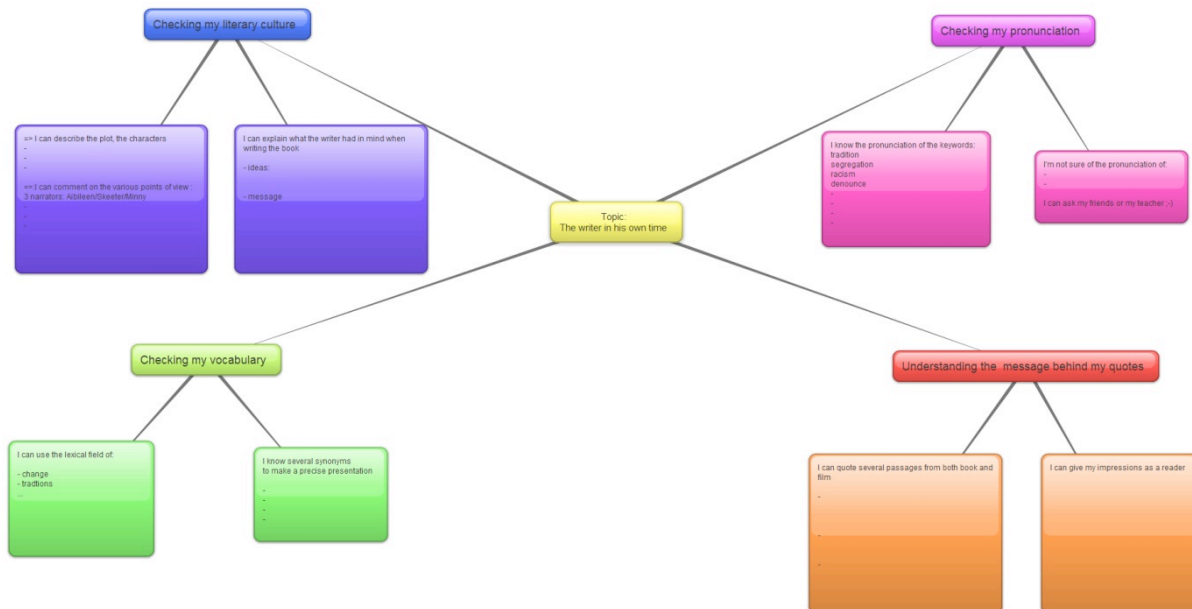 Checking my literary culture
=> I can describe the plot, the characters
-
-
-
=> I can comment on the various points of view :
3 narrators: Aibileen/Skeeter/Minny
-
-
-
I can explain what the writer had in mind when
writing the book
- ideas:
- message
Checking my pronunciation
I know the pronunciation of the keywords:
tradition
segregation
racism
denounce
-
-
-
-
I'm not sure of the pronunciation of:
-
-
I can ask my friends or my teacher ;-)
Topic:
The writer in his own time
Checking my vocabulary
I can use the lexical field of:
- change
- tradtions
...
I know several synonyms
to make a precise presentation
-
-
-
-
Understanding the message behind my quotes
I can quote several passages from both book and
film
-
-
-
I can give my impressions as a reader